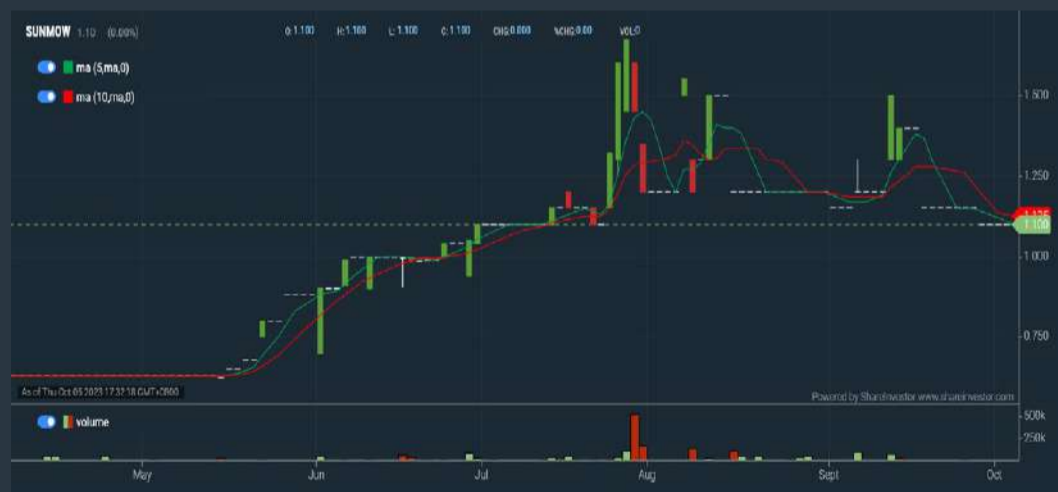 SUNMOW 1.10 (0.00%) O:1.100 H:1.100 L:1.100 C:1.100 CHG:0.000 %CHG:0.00 VOL:0
ma (5,ma,0)
ma (10,ma,0)
1.500
1.250
1.125
1.100
1.000
0.750
As of Thu Oct 05 2023 17:32:38 GMT+0800
Powered by ShareInvestor www.shareinvestor.com
volume
500k
250k
May Jun Jul Aug Sept Oct